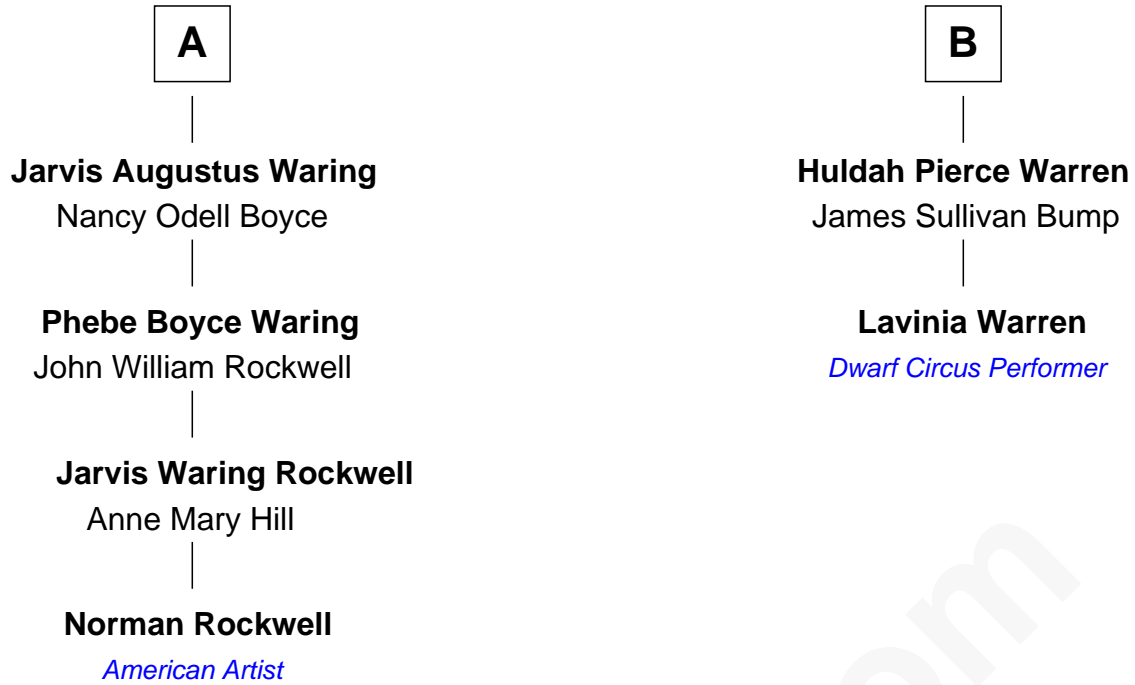 A
Jarvis Augustus Waring
Nancy Odell Boyce
Phebe Boyce Waring
John William Rockwell
Jarvis Waring Rockwell
Anne Mary Hill
Norman Rockwell
American Artist
B
Huldah Pierce Warren
James Sullivan Bump
Lavinia Warren
Dwarf Circus Performer
om